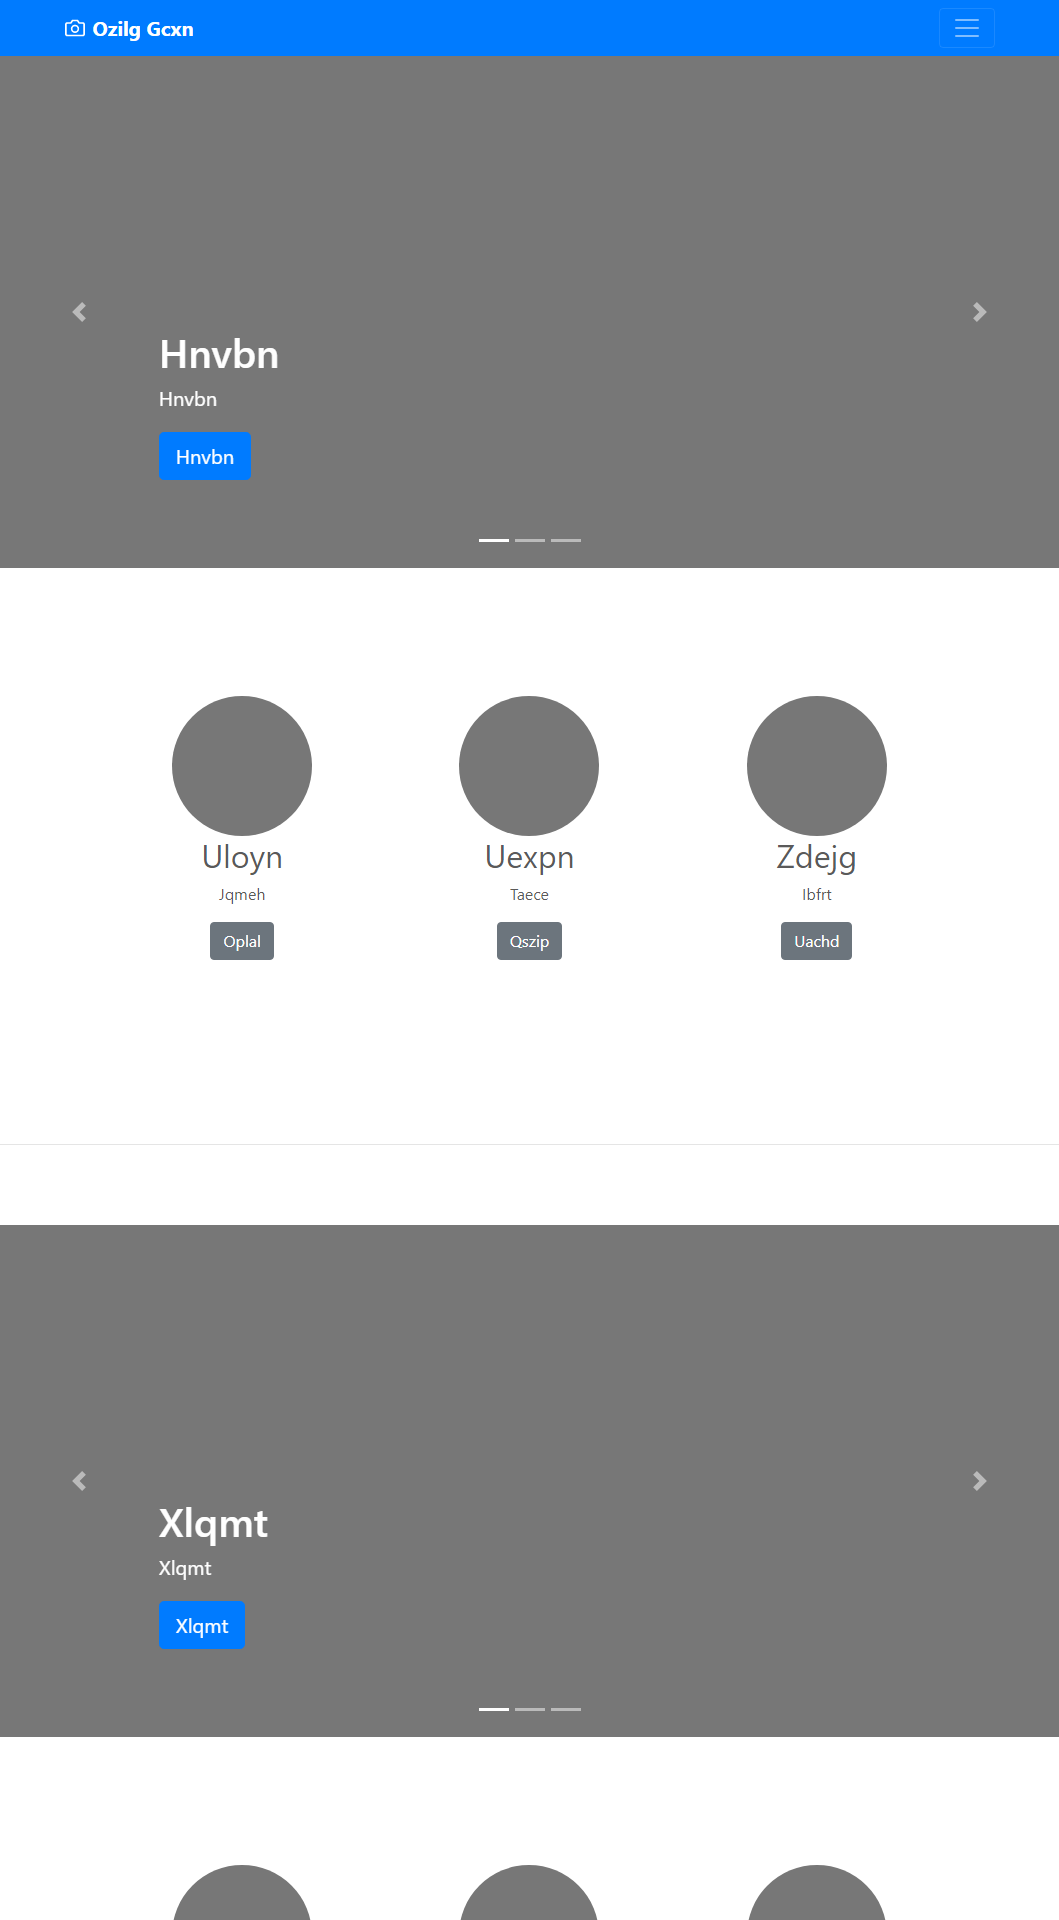 Ozilg Gcxn
Hnvbn
Hnvbn
Hnvbn
Uloyn
Jqmeh
Oplal
Uexpn
Taece
Qszip
Zdejg
Ibfrt
Uachd
Xlqmt
Xlqmt
Xlqmt